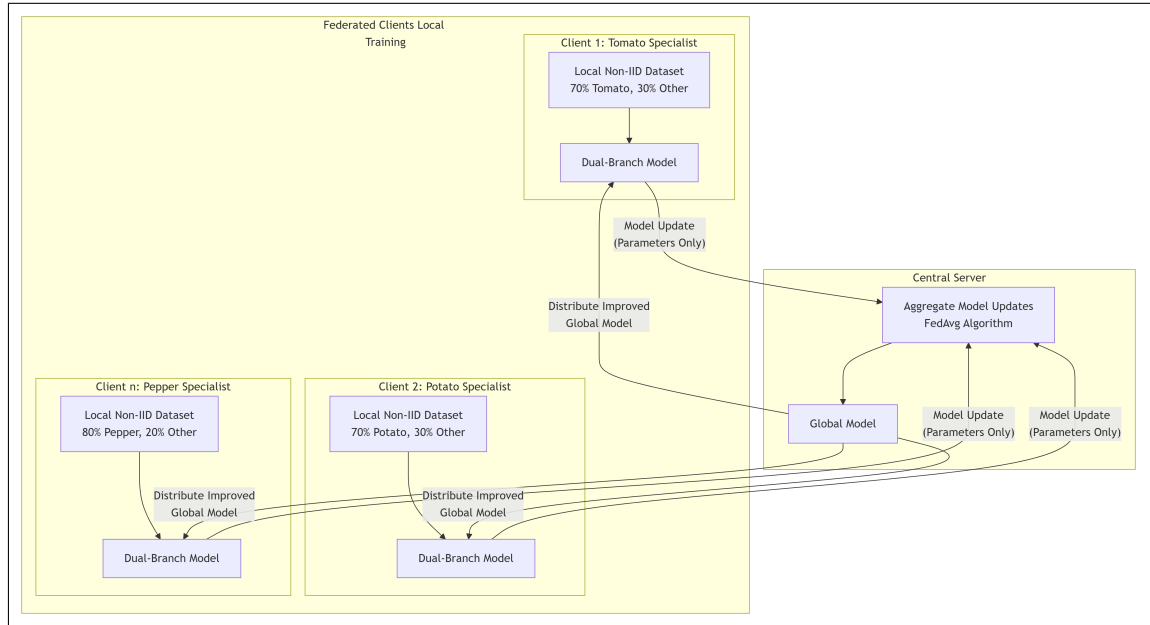 Federated Clients Local
Training
Client 1: Tomato Specialist
Local Non-IID Dataset
70% Tomato, 30% Other
Dual-Branch Model
Model Update
(Parameters Only)
Distribute Improved
Global Model
Central Server
Aggregate Model Updates
FedAvg Algorithm
Global Model
Model Update
(Parameters Only)
Model Update
(Parameters Only)
Client n: Pepper Specialist
Local Non-IID Dataset
80% Pepper, 20% Other
Distribute Improved
Global Model
Dual-Branch Model
Client 2: Potato Specialist
Local Non-IID Dataset
70% Potato, 30% Other
Distribute Improved
Global Model
Dual-Branch Model